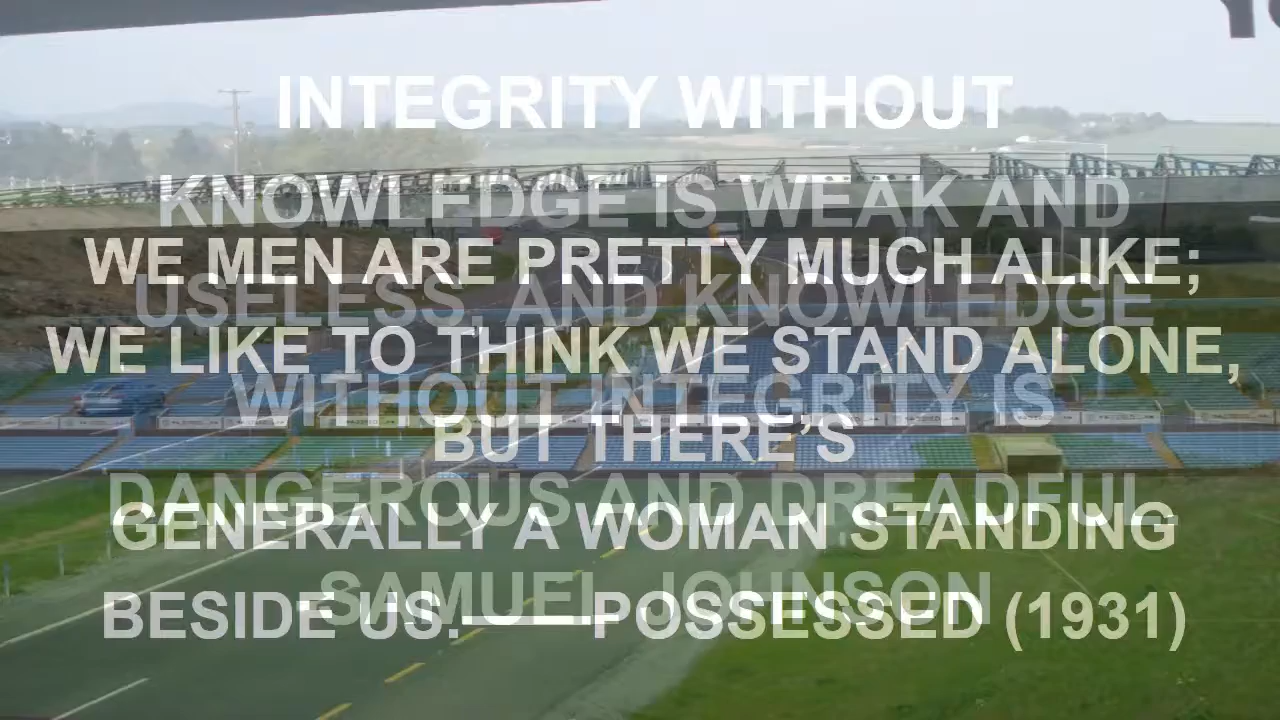 INTEGRITY WITHOUT
KNOWLEDGE IS WEAK AND
USELESS, AND KNOWLEDGE
WITHOUT INTEGRITY IS
DANGEROUS AND DREADFUL
SAMUEL JOHNSON
WE MEN ARE PRETTY MUCH ALIKE;
WE LIKE TO THINK WE STAND ALONE,
BUT THERE'S
GENERALLY A WOMAN STANDING
BESIDE US.——POSSESSED (1931)